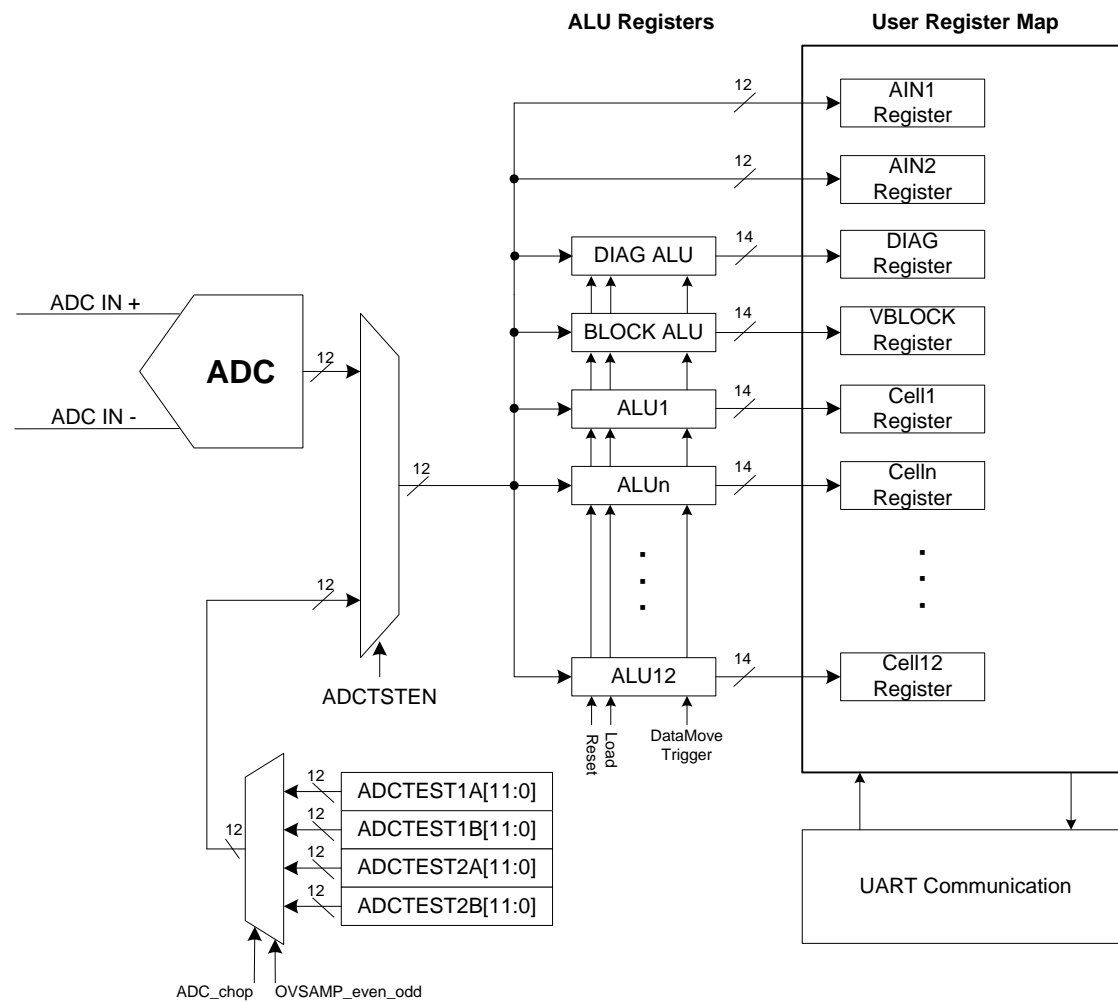 ALU Registers
User Register Map
12
AIN1
Register
12
AIN2
Register
DIAG ALU
14
DIAG
Register
ADC IN +
BLOCK ALU
14
VBLOCK
Register
ADC
12
ADC IN -
ALU1
14
Cell1
Register
12
ALUn
14
Celln
Register
12
ALU12
14
Cell12
Register
ADCTSTEN
Reset
Load
DataMove
Trigger
12
ADCTEST1A[11:0]
12
ADCTEST1B[11:0]
12
12
ADCTEST2A[11:0]
12
ADCTEST2B[11:0]
UART Communication
ADC_chop
OVSAMP_even_odd